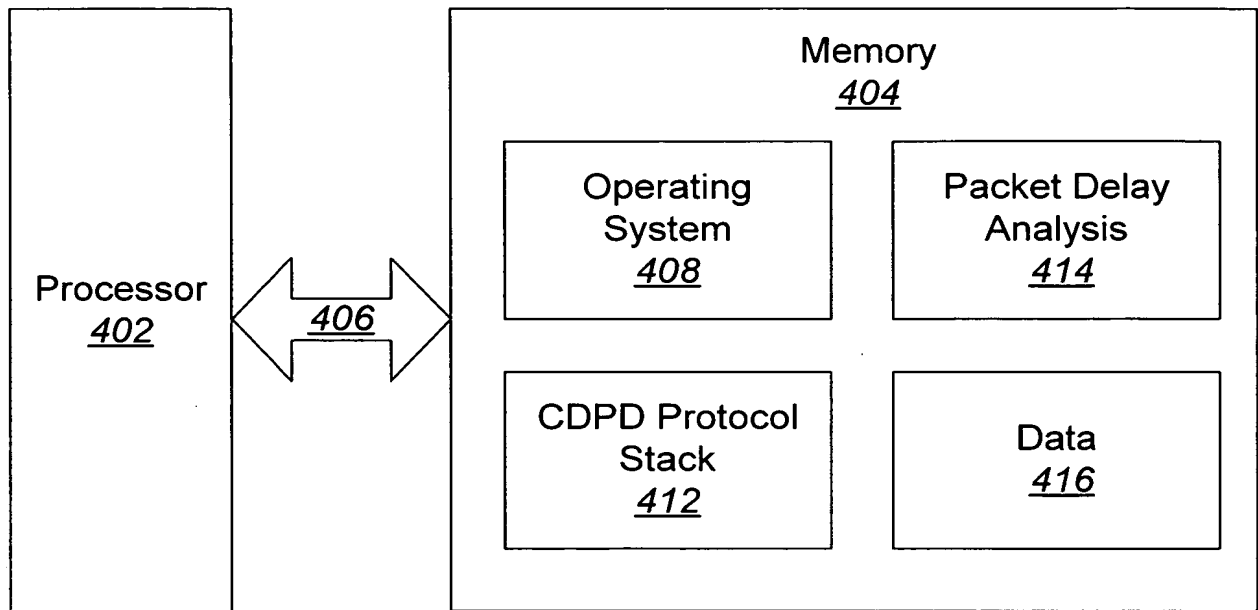 Processor
402
406
Memory
404
Operating
System
408
Packet Delay
Analysis
414
CDPD Protocol
Stack
412
Data
416